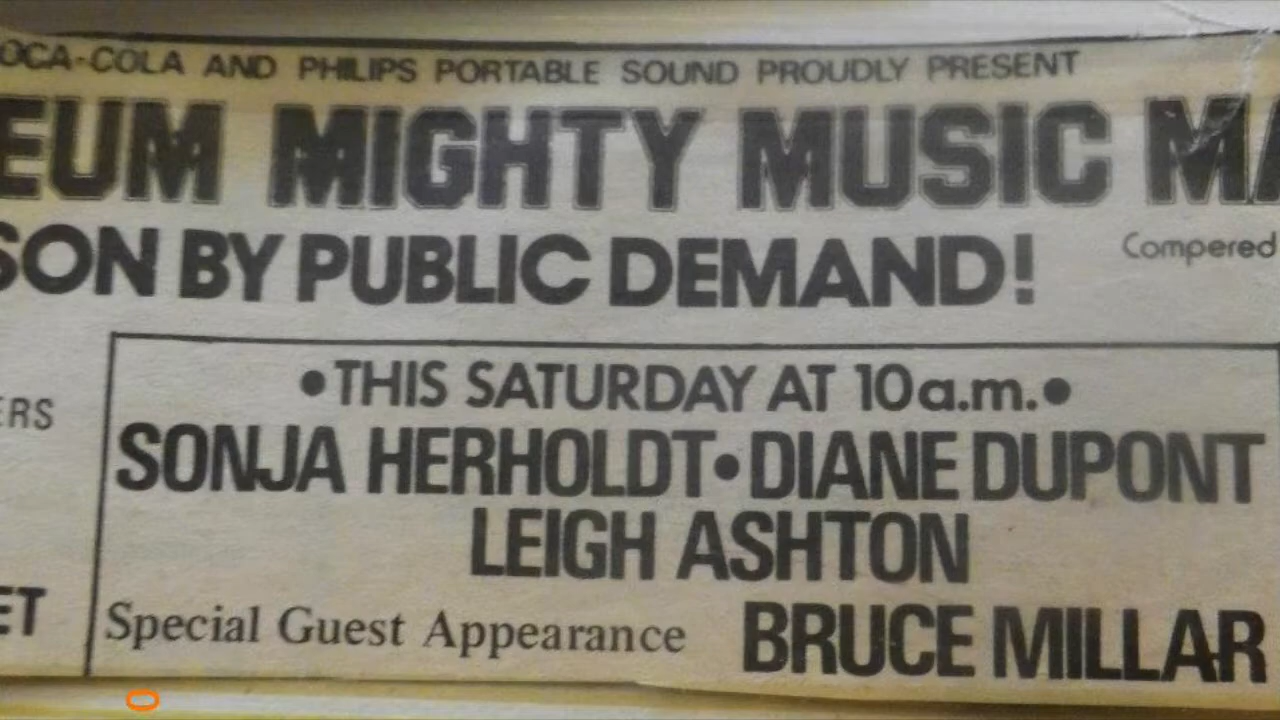 OCA-COLA AND PHILIPS PORTABLE SOUND PROUDLY PRESENT
EUM MIGHTY MUSIC MA
SON BY PUBLIC DEMAND!
Compered
•THIS SATURDAY AT 10a.m.•
ERS
SONJA HERHOLDT•DIANE DUPONT
LEIGH ASHTON
ET
Special Guest Appearance BRUCE MILLAR